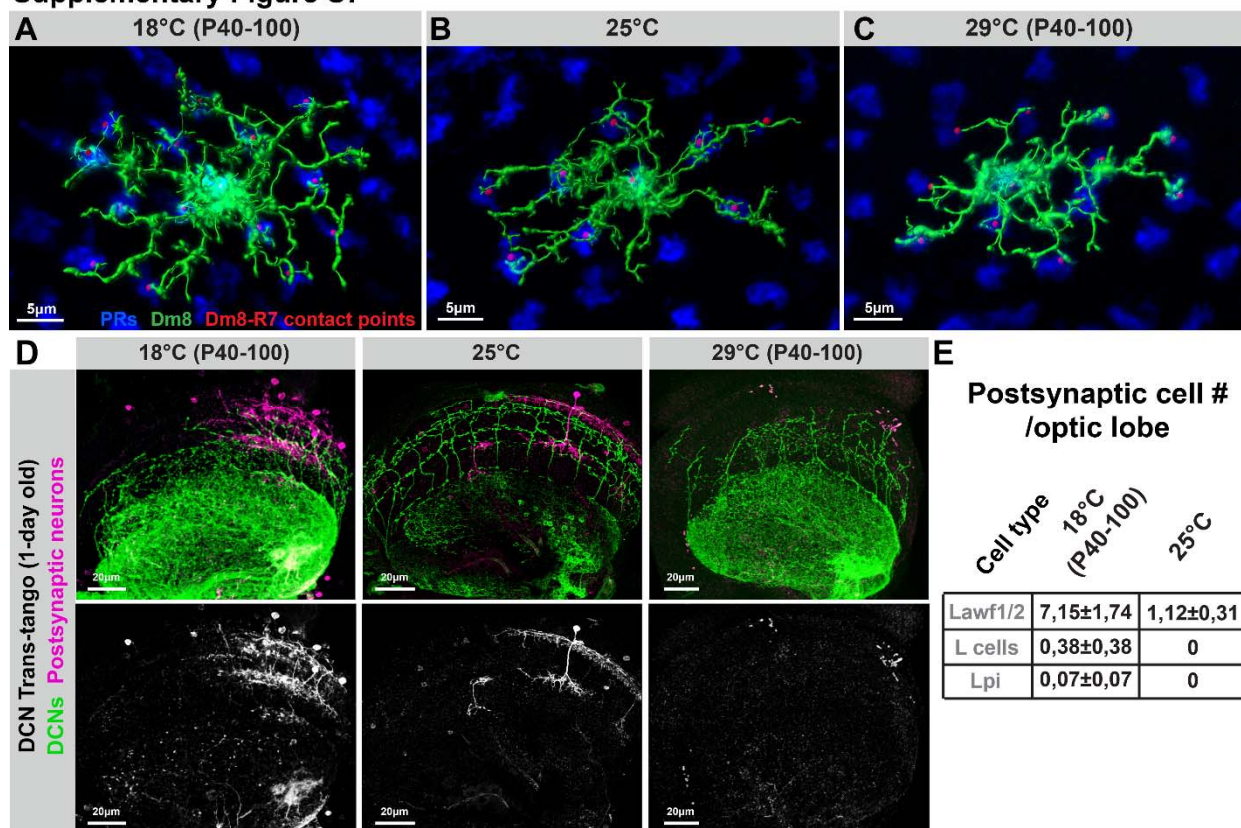 A 18°C (P40-100)
B 25°C
C 29°C (P40-100)
5µm
PRs Dm8 Dm8-R7 contact points
5µm
5µm
D 18°C (P40-100)
25°C
29°C (P40-100)
DCN Trans-tango (1-day old)
DCNs Postsynaptic neurons
20µm
20µm
20µm
20µm
20µm
20µm
E
Postsynaptic cell #
/optic lobe
Cell type
18°C
(P40-100)
25°C
Lawf1/2 7,15±1,74 1,12±0,31
L cells 0,38±0,38 0
Lpi 0,07±0,07 0